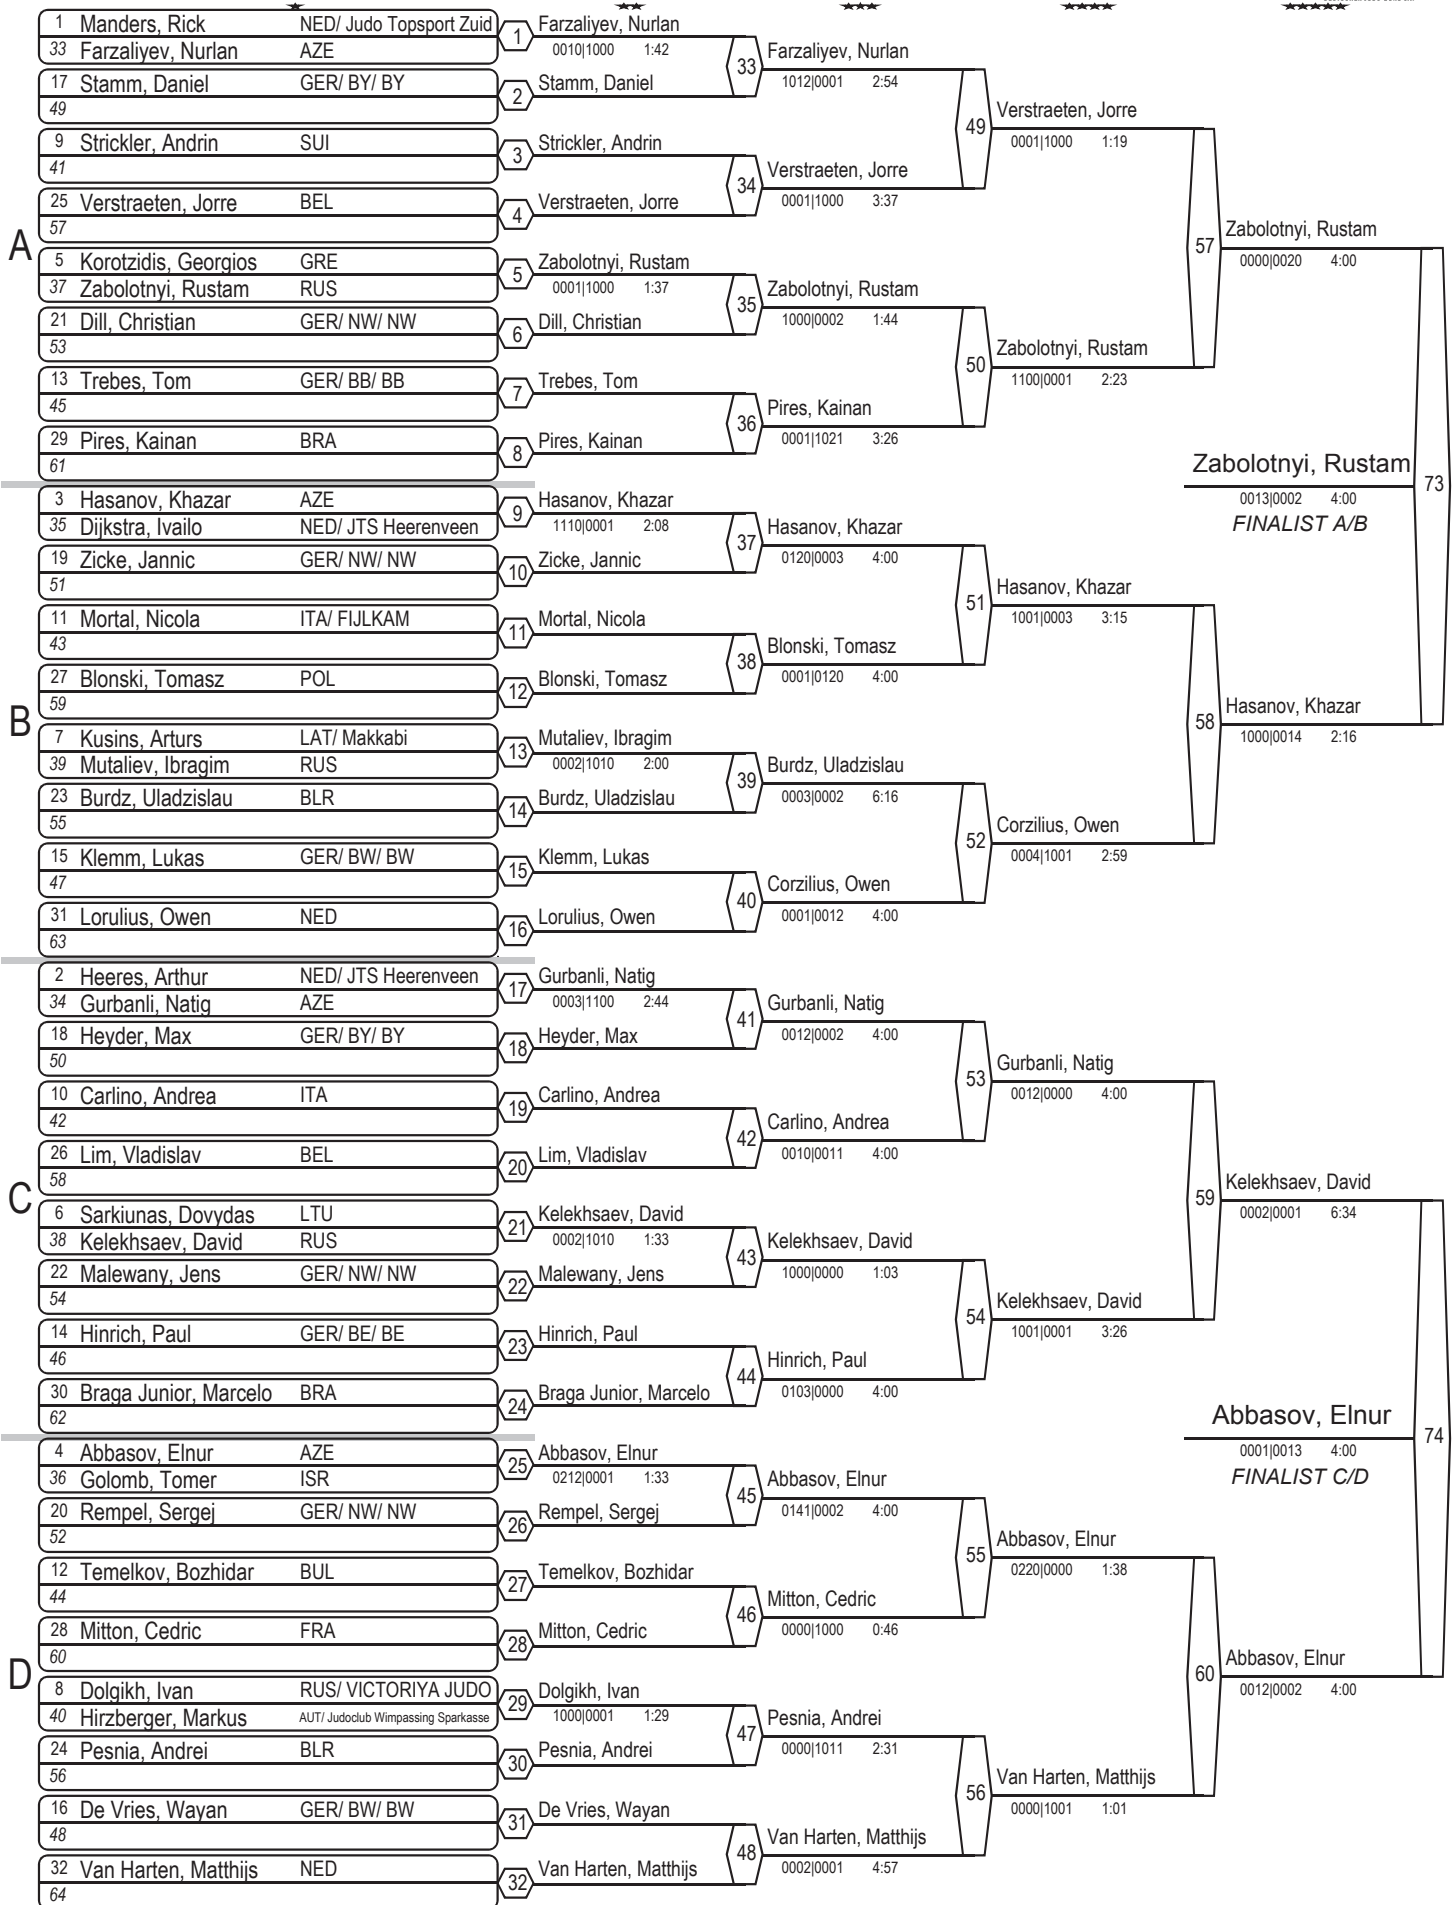 1 Manders, Rick NED/ Judo Topsport Zuid
33 Farzaliyev, Nurlan AZE
17 Stamm, Daniel GER/ BY/ BY
49
9 Strickler, Andrin SUI
41
25 Verstraeten, Jorre BEL
57
A
5 Korotzidis, Georgios GRE
37 Zabolotnyi, Rustam RUS
21 Dill, Christian GER/ NW/ NW
53
13 Trebes, Tom GER/ BB/ BB
45
29 Pires, Kainan BRA
61
3 Hasanov, Khazar AZE
35 Dijkstra, Ivailo NED/ JTS Heerenveen
19 Zicke, Jannic GER/ NW/ NW
51
11 Mortal, Nicola ITA/ FIJLKAM
43
27 Blonski, Tomasz POL
59
B
7 Kusins, Arturs LAT/ Makkabi
39 Mutaliev, Ibragim RUS
23 Burdz, Uladzislau BLR
55
15 Klemm, Lukas GER/ BW/ BW
47
31 Lorulius, Owen NED
63
2 Heeres, Arthur NED/ JTS Heerenveen
34 Gurbanli, Natig AZE
18 Heyder, Max GER/ BY/ BY
50
10 Carlino, Andrea ITA
42
26 Lim, Vladislav BEL
58
C
6 Sarkiunas, Dovydas LTU
38 Kelekhsaev, David RUS
22 Malewany, Jens GER/ NW/ NW
54
14 Hinrich, Paul GER/ BE/ BE
46
30 Braga Junior, Marcelo BRA
62
4 Abbasov, Elnur AZE
36 Golomb, Tomer ISR
20 Rempel, Sergej GER/ NW/ NW
52
12 Temelkov, Bozhidar BUL
44
28 Mitton, Cedric FRA
60
D
8 Dolgikh, Ivan RUS/ VICTORIYA JUDO
40 Hirzberger, Markus AUT/ Judoclub Wimpassing Sparkasse
24 Pesnia, Andrei BLR
56
16 De Vries, Wayan GER/ BW/ BW
48
32 Van Harten, Matthijs NED
64
1 Farzaliyev, Nurlan
0010|1000 1:42
2 Stamm, Daniel
3 Strickler, Andrin
4 Verstraeten, Jorre
5 Zabolotnyi, Rustam
0001|1000 1:37
6 Dill, Christian
7 Trebes, Tom
8 Pires, Kainan
9 Hasanov, Khazar
1110|0001 2:08
10 Zicke, Jannic
11 Mortal, Nicola
12 Blonski, Tomasz
13 Mutaliev, Ibragim
0002|1010 2:00
14 Burdz, Uladzislau
15 Klemm, Lukas
16 Lorulius, Owen
17 Gurbanli, Natig
0003|1100 2:44
18 Heyder, Max
19 Carlino, Andrea
20 Lim, Vladislav
21 Kelekhsaev, David
0002|1010 1:33
22 Malewany, Jens
23 Hinrich, Paul
24 Braga Junior, Marcelo
25 Abbasov, Elnur
0212|0001 1:33
26 Rempel, Sergej
27 Temelkov, Bozhidar
28 Mitton, Cedric
29 Dolgikh, Ivan
1000|0001 1:29
30 Pesnia, Andrei
31 De Vries, Wayan
32 Van Harten, Matthijs
33 Farzaliyev, Nurlan
1012|0001 2:54
34 Verstraeten, Jorre
0001|1000 3:37
35 Zabolotnyi, Rustam
1000|0002 1:44
36 Pires, Kainan
0001|1021 3:26
37 Hasanov, Khazar
0120|0003 4:00
38 Blonski, Tomasz
0001|0120 4:00
39 Burdz, Uladzislau
0003|0002 6:16
40 Corzilius, Owen
0001|0012 4:00
41 Gurbanli, Natig
0012|0002 4:00
42 Carlino, Andrea
0010|0011 4:00
43 Kelekhsaev, David
1000|0000 1:03
44 Hinrich, Paul
0103|0000 4:00
45 Abbasov, Elnur
0141|0002 4:00
46 Mitton, Cedric
0000|1000 0:46
47 Pesnia, Andrei
0000|1011 2:31
48 Van Harten, Matthijs
0002|0001 4:57
49 Verstraeten, Jorre
0001|1000 1:19
50 Zabolotnyi, Rustam
1100|0001 2:23
51 Hasanov, Khazar
1001|0003 3:15
52 Corzilius, Owen
0004|1001 2:59
53 Gurbanli, Natig
0012|0000 4:00
54 Kelekhsaev, David
1001|0001 3:26
55 Abbasov, Elnur
0220|0000 1:38
56 Van Harten, Matthijs
0000|1001 1:01
57 Zabolotnyi, Rustam
0000|0020 4:00
58 Hasanov, Khazar
1000|0014 2:16
59 Kelekhsaev, David
0002|0001 6:34
60 Abbasov, Elnur
0012|0002 4:00
Zabolotnyi, Rustam 73
0013|0002 4:00
FINALIST A/B
Abbasov, Elnur 74
0001|0013 4:00
FINALIST C/D